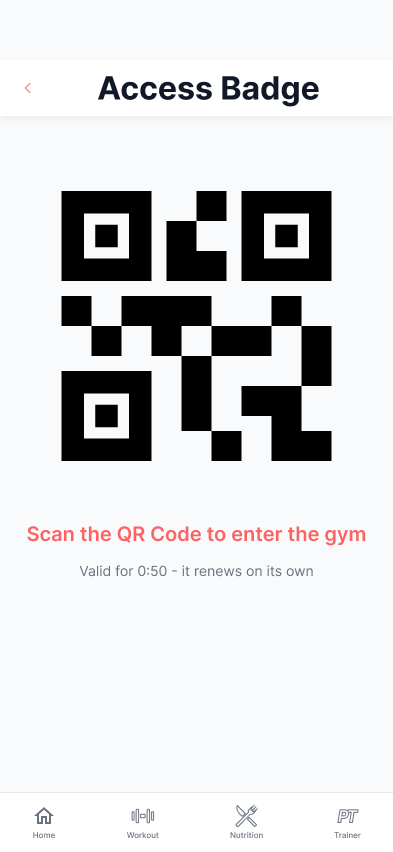 Access Badge
Scan the QR Code to enter the gym
Valid for 0:50 - it renews on its own
Home
Workout
Nutrition
PT
Trainer